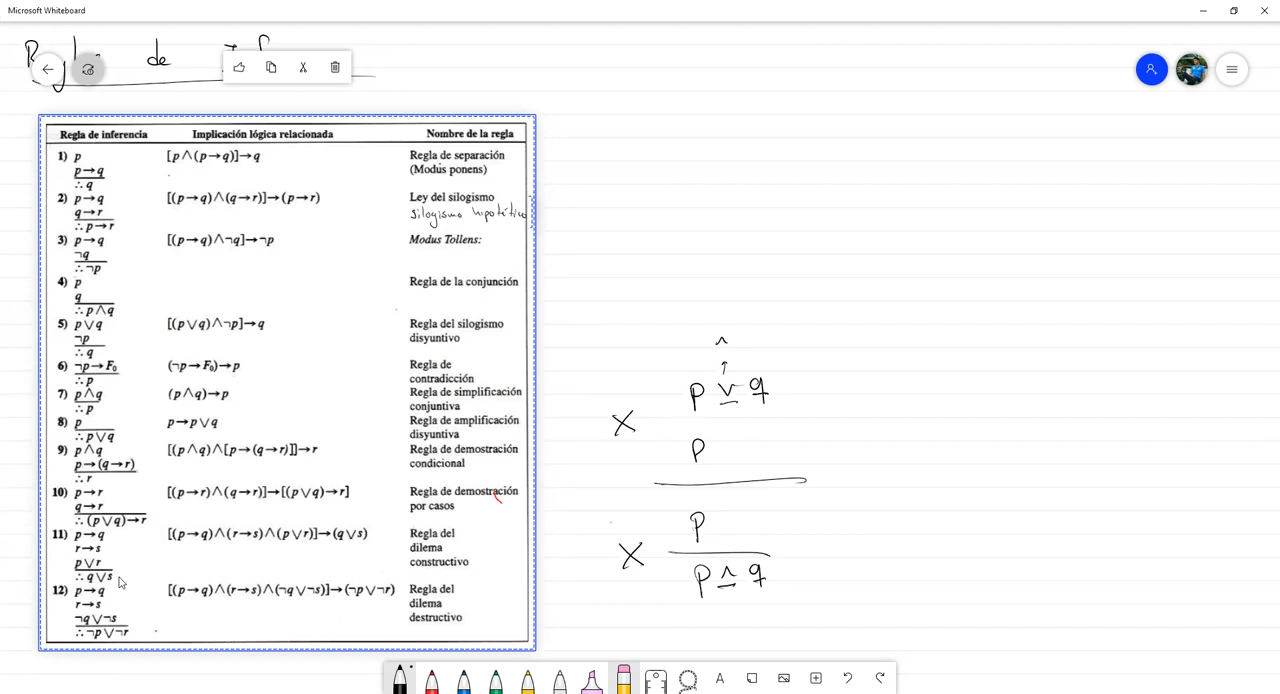 Microsoft Whiteboard
de
Regla de inferencia Implicación lógica relacionada Nombre de la regla
1) p [p∧(p→q)]→q Regla de separación
p→q (Modus ponens)
∴q
2) p→q [(p→q)∧(q→r)]→(p→r) Ley del silogismo
q→r silogismo hipotético
∴p→r
3) p→q [(p→q)∧¬q]→¬p Modus Tollens:
¬q
∴¬p
4) p Regla de la conjunción
q
∴p∧q
5) p∨q [(p∨q)∧¬p]→q Regla del silogismo
¬p disyuntivo
∴q
6) ¬p→F₀ (¬p→F₀)→p Regla de
∴p contradicción
7) p∧q (p∧q)→p Regla de simplificación
∴p conjuntiva
8) p p→p∨q Regla de amplificación
∴p∨q disyuntiva
9) p∧q [(p∧q)∧[p→(q→r)]]→r Regla de demostración
p→(q→r) condicional
∴r
10) p→r [(p→r)∧(q→r)]→[(p∨q)→r] Regla de demostración
q→r por casos
∴(p∨q)→r
11) p→q [(p→q)∧(r→s)∧(p∨r)]→(q∨s) Regla del
r→s dilema
p∨r constructivo
∴q∨s
12) p→q [(p→q)∧(r→s)∧(¬q∨¬s)]→(¬p∨¬r) Regla del
r→s dilema
¬q∨¬s destructivo
∴¬p∨¬r
∧
↑
p ∨ q
X
p
p
X
p ∧ q
A